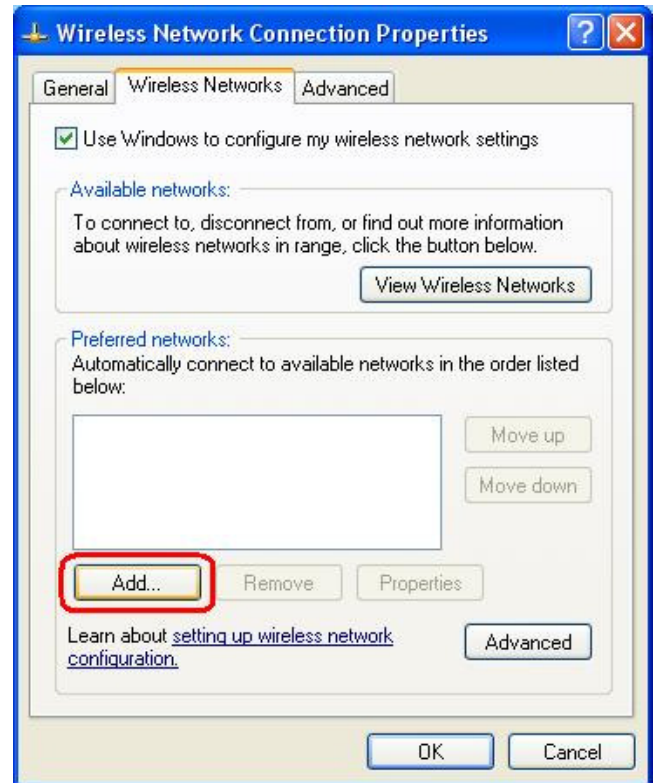 Wireless Network Connection Properties
General Wireless Networks Advanced
Use Windows to configure my wireless network settings
Available networks:
To connect to, disconnect from, or find out more information
about wireless networks in range, click the button below.
View Wireless Networks
Preferred networks:
Automatically connect to available networks in the order listed
below:
Move up
Move down
Add... Remove Properties
Learn about setting up wireless network
configuration.
Advanced
OK Cancel